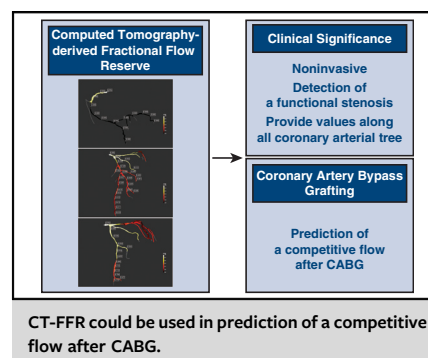 Computed Tomography-
derived Fractional Flow
Reserve
Clinical Significance
Noninvasive
Detection of
a functional stenosis
Provide values along
all coronary arterial tree
Coronary Artery Bypass
Grafting
Prediction of
a competitive flow
after CABG
CT-FFR could be used in prediction of a competitive
flow after CABG.